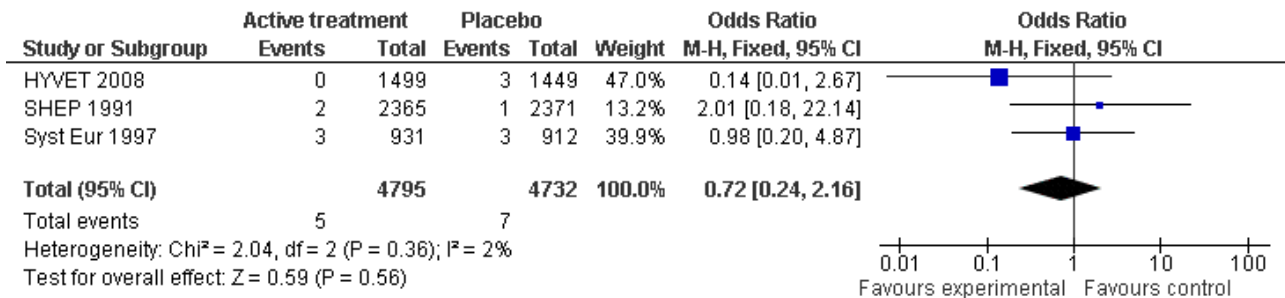 Active treatment Placebo Odds Ratio Odds Ratio
Study or Subgroup Events Total Events Total Weight M-H, Fixed, 95% CI M-H, Fixed, 95% CI
HYVET 2008 0 1499 3 1449 47.0% 0.14 [0.01, 2.67]
SHEP 1991 2 2365 1 2371 13.2% 2.01 [0.18, 22.14]
Syst Eur 1997 3 931 3 912 39.9% 0.98 [0.20, 4.87]
Total (95% CI) 4795 4732 100.0% 0.72 [0.24, 2.16]
Total events 5 7
Heterogeneity: Chi² = 2.04, df = 2 (P = 0.36); I² = 2%
Test for overall effect: Z = 0.59 (P = 0.56)
0.01 0.1 1 10 100
Favours experimental Favours control